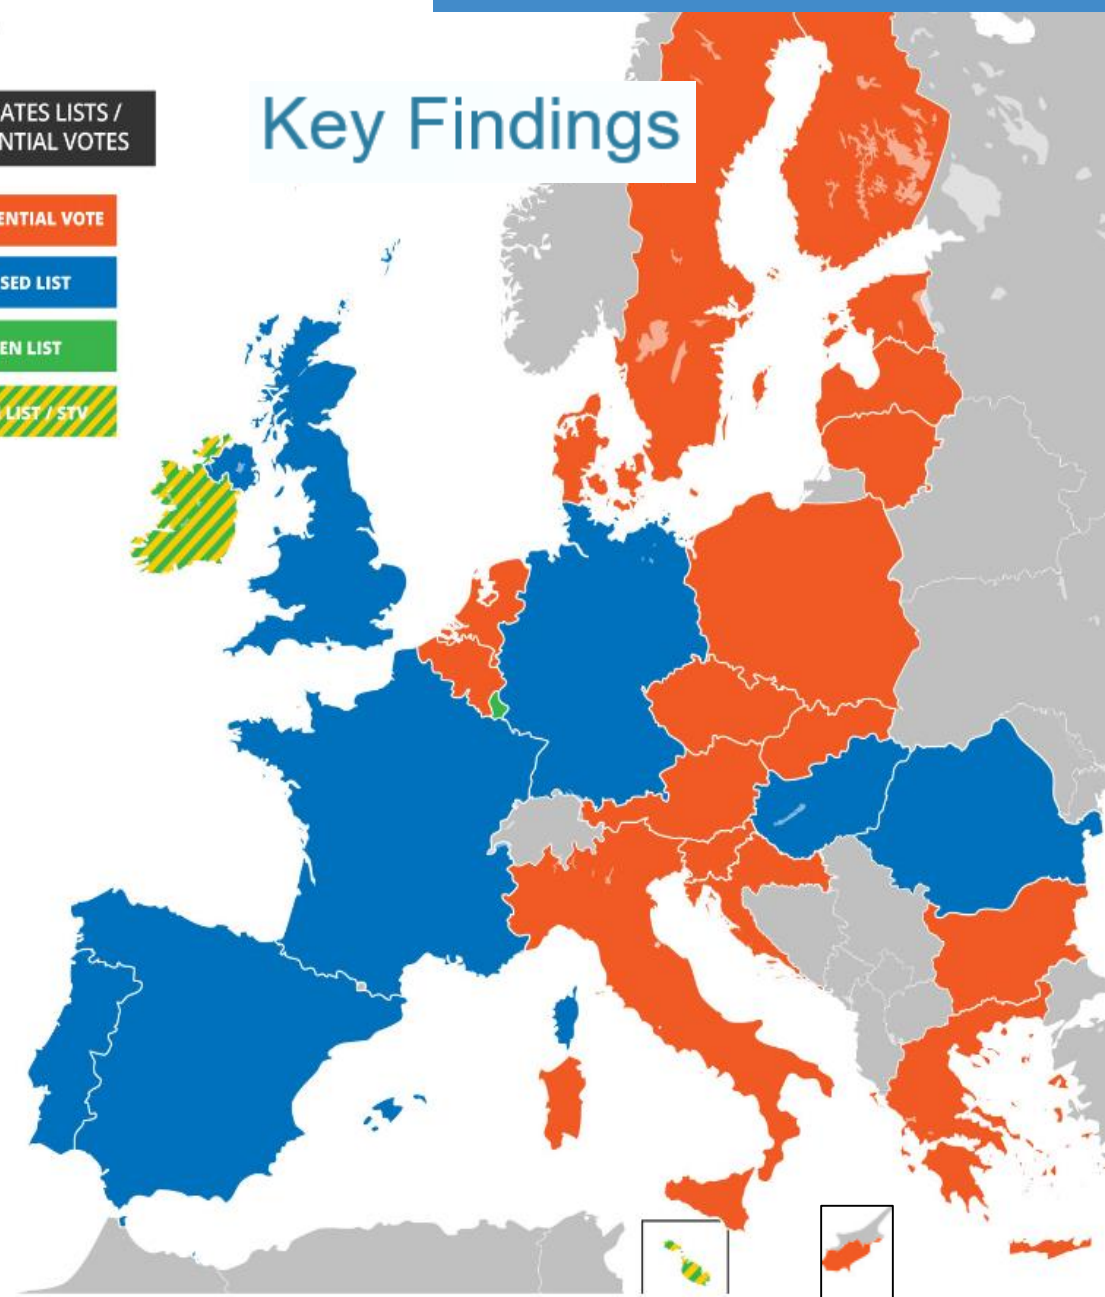 Key Findings
ATES LISTS /
NTIAL VOTES
ENTIAL VOTE
SED LIST
EN LIST
LIST / STV